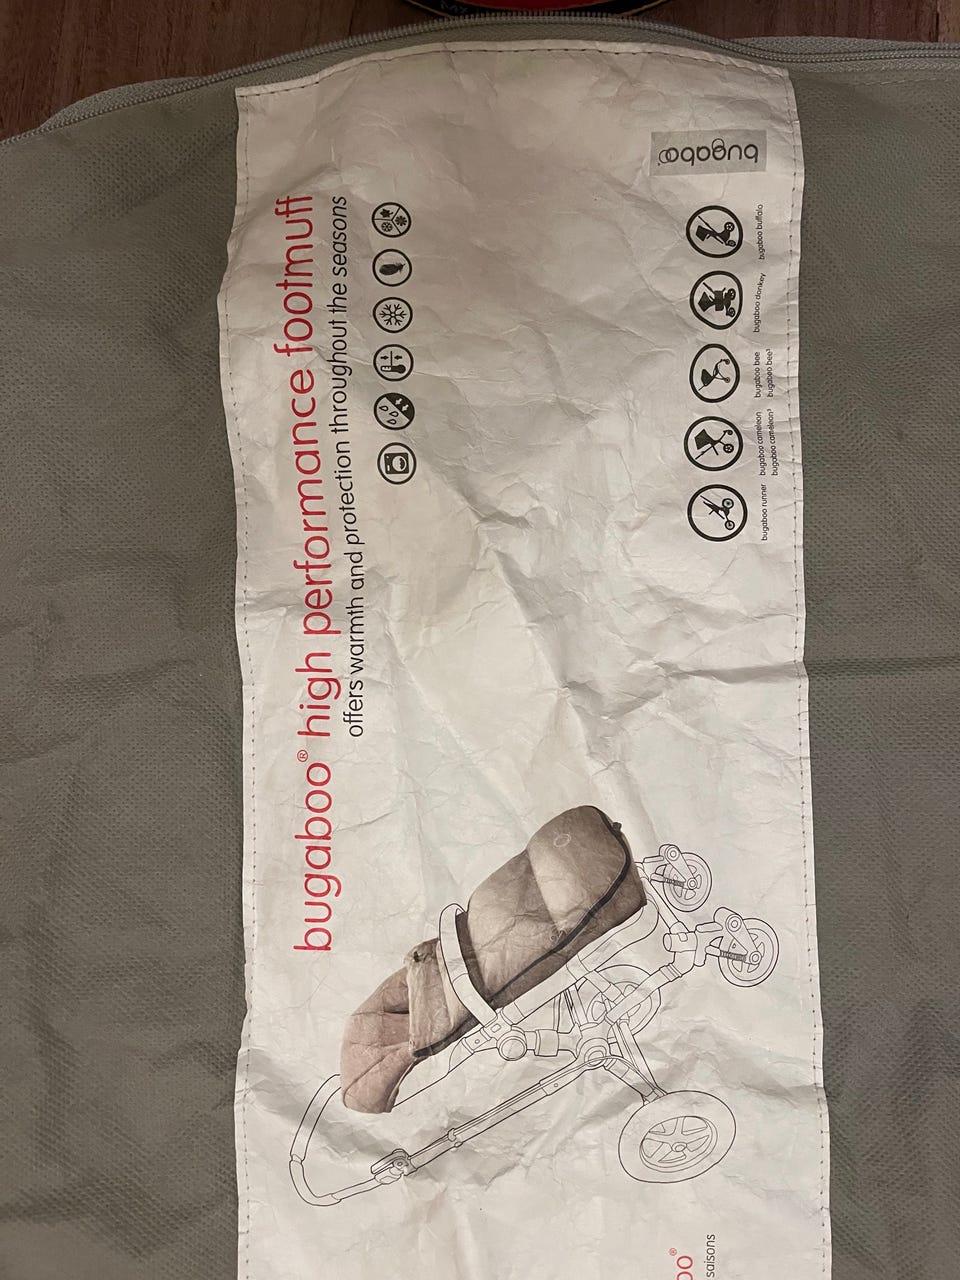 bugaboo® high performance footmuff
offers warmth and protection throughout the seasons
bugaboo
bugaboo runner
bugaboo cameleon
bugaboo cameleon³
bugaboo bee
bugaboo bee³
bugaboo donkey
bugaboo buffalo
oo®
saisons